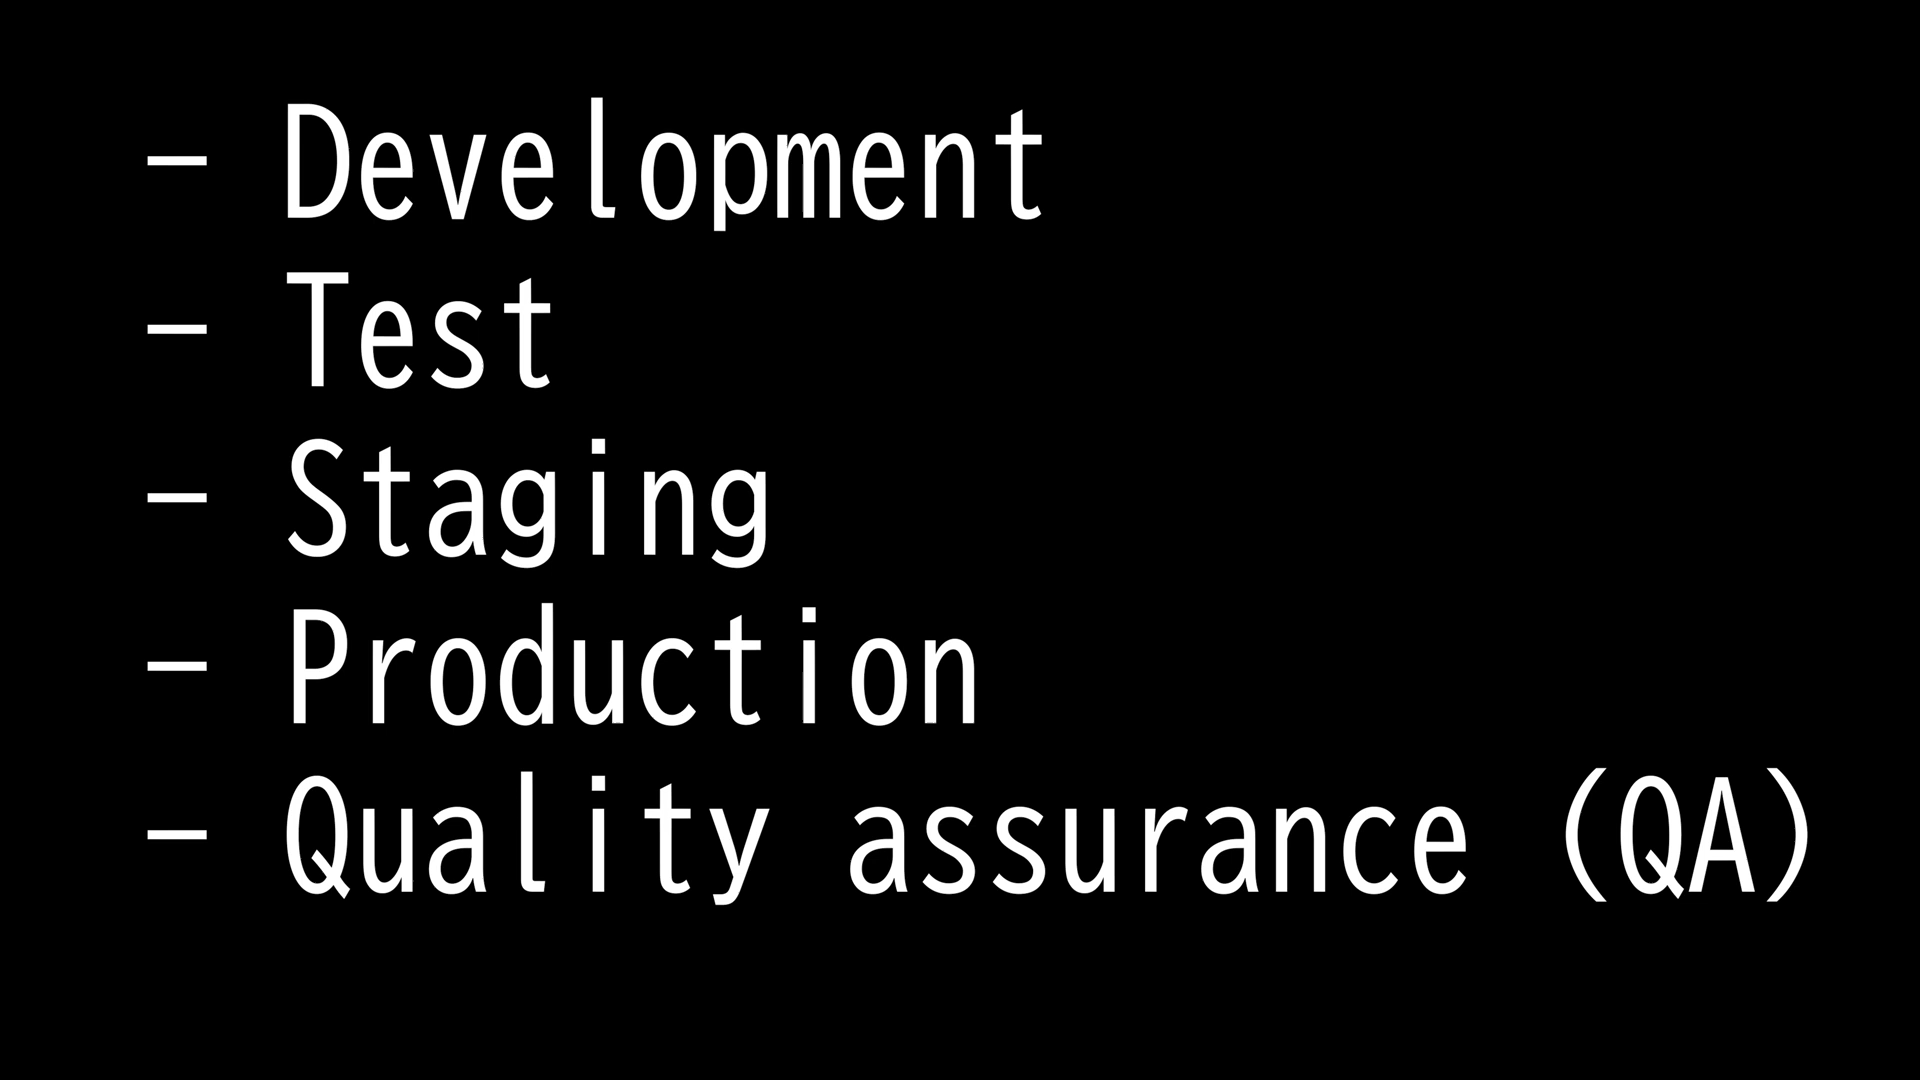 - Development
- Test
- Staging
- Production
- Quality assurance (QA)